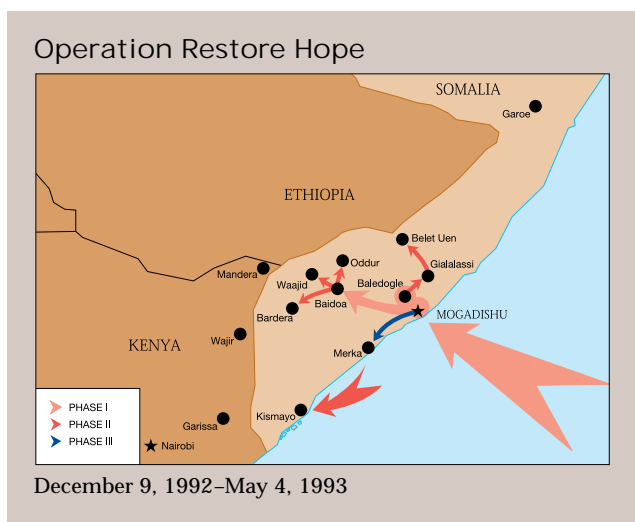 Operation Restore Hope
SOMALIA
Garoe
ETHIOPIA
Belet Uen
Oddur
Gialalassi
Mandera
Waajid
Baledogle
Baidoa
Bardera
MOGADISHU
Wajir
KENYA
Merka
PHASE I
PHASE II
PHASE III
Kismayo
Garissa
Nairobi
December 9, 1992–May 4, 1993